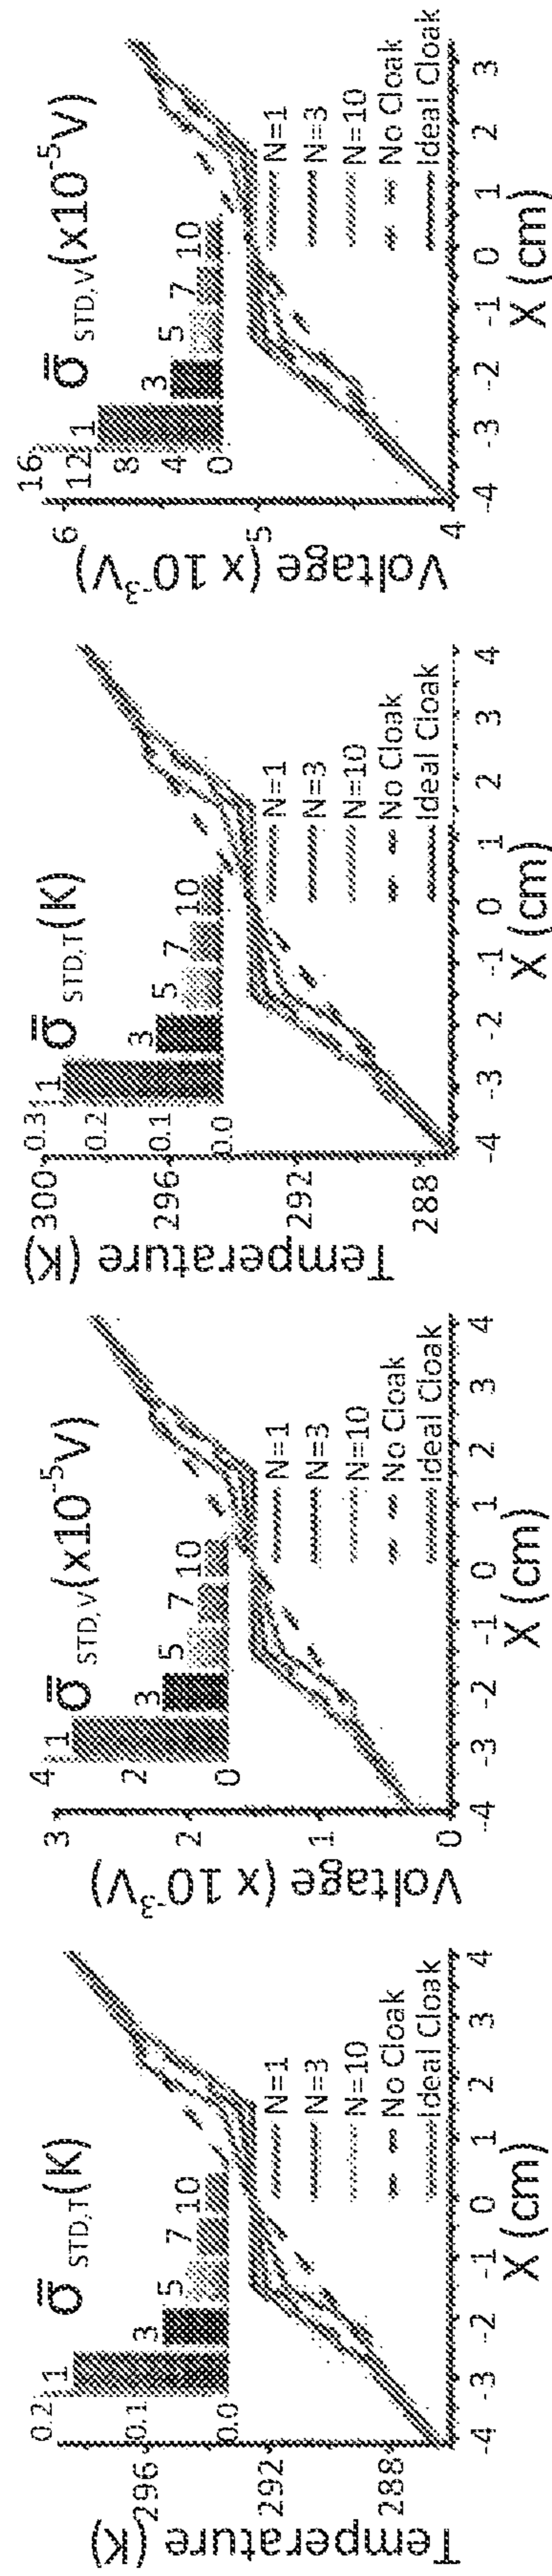 Temperature (K)
296
292
288
0.2
0.1
0.0
σ̄ STD,T(K)
1
3
5
7
10
N=1
N=3
N=10
No Cloak
Ideal Cloak
-4 -3 -2 -1 0 1 2 3 4
X (cm)
Voltage (x 10⁻³V)
3
2
1
0
4
2
0
σ̄ STD,V(x10⁻⁵V)
1
3
5
7
10
N=1
N=3
N=10
No Cloak
Ideal Cloak
-4 -3 -2 -1 0 1 2 3 4
X (cm)
Temperature (K)
300
296
292
288
0.3
0.2
0.1
0.0
σ̄ STD,T(K)
1
3
5
7
10
N=1
N=3
N=10
No Cloak
Ideal Cloak
-4 -3 -2 -1 0 1 2 3 4
X (cm)
Voltage (x 10⁻³V)
6
5
4
16
12
8
4
0
σ̄ STD,V(x10⁻⁵V)
1
3
5
7
10
N=1
N=3
N=10
No Cloak
Ideal Cloak
-4 -3 -2 -1 0 1 2 3
X (cm)